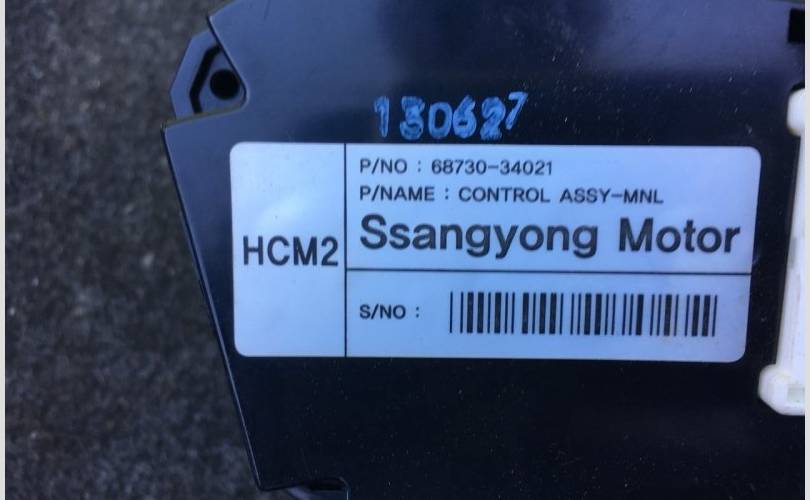 130627
P/NO : 68730-34021
P/NAME : CONTROL ASSY-MNL
Ssangyong Motor
HCM2
S/NO :